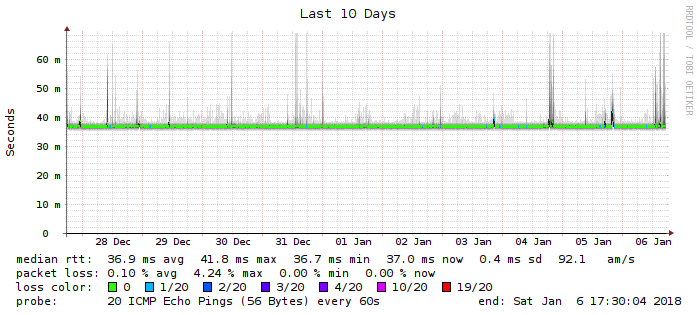 Last 10 Days
RRDTOOL / TOBI OETIKER
Seconds
60 m
50 m
40 m
30 m
20 m
10 m
0
28 Dec 29 Dec 30 Dec 31 Dec 01 Jan 02 Jan 03 Jan 04 Jan 05 Jan 06 Jan
median rtt: 36.9 ms avg 41.8 ms max 36.7 ms min 37.0 ms now 0.4 ms sd 92.1 am/s
packet loss: 0.10 % avg 4.24 % max 0.00 % min 0.00 % now
loss color: 0 1/20 2/20 3/20 4/20 10/20 19/20
probe: 20 ICMP Echo Pings (56 Bytes) every 60s end: Sat Jan 6 17:30:04 2018